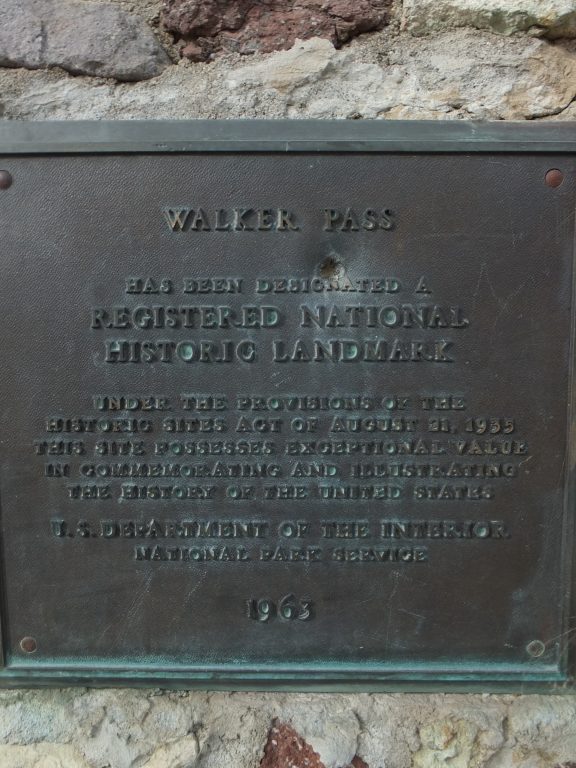 WALKER PASS
HAS BEEN DESIGNATED A
REGISTERED NATIONAL
HISTORIC LANDMARK
UNDER THE PROVISIONS OF THE
HISTORIC SITES ACT OF AUGUST 21, 1935
THIS SITE POSSESSES EXCEPTIONAL VALUE
IN COMMEMORATING AND ILLUSTRATING
THE HISTORY OF THE UNITED STATES
U.S. DEPARTMENT OF THE INTERIOR
NATIONAL PARK SERVICE
1963